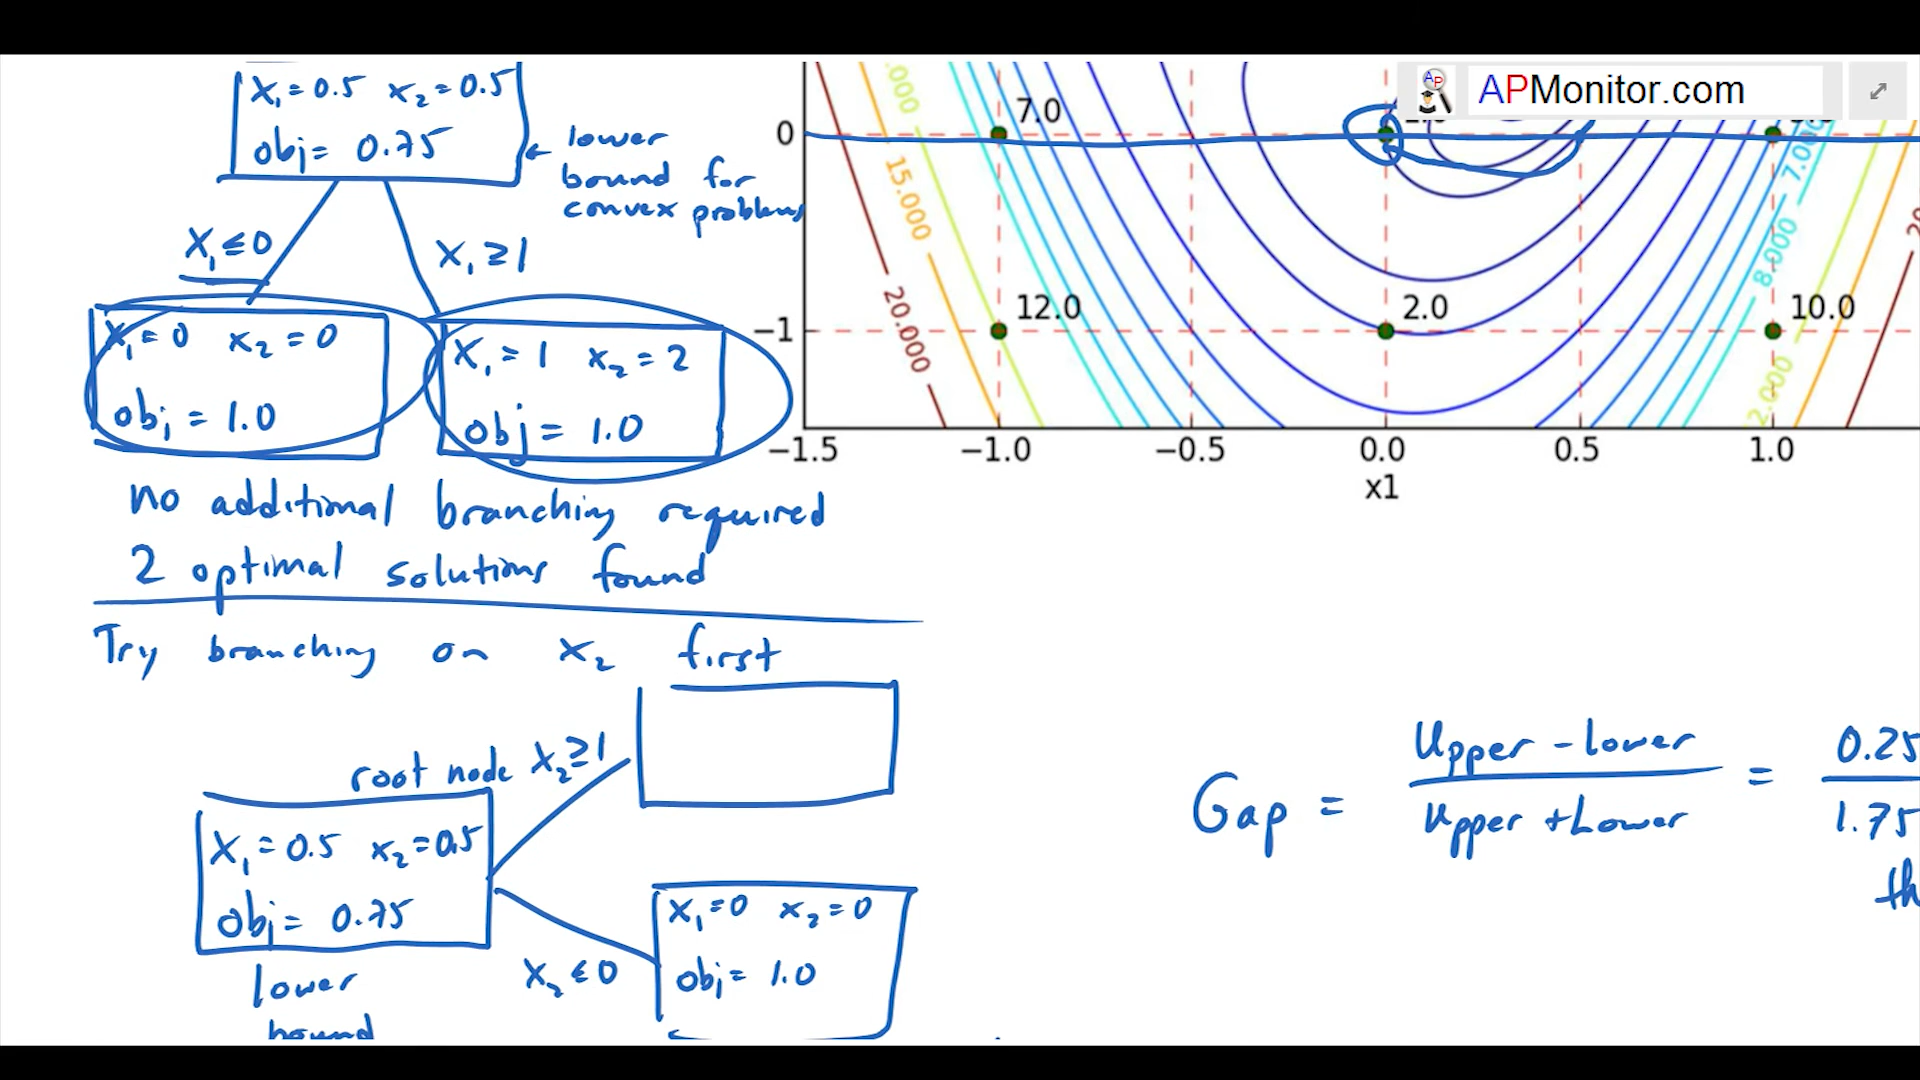 x₁ = 0.5 x₂ = 0.5
obj = 0.75
lower
bound for
convex problems
x₁ ≤ 0
x₁ ≥ 1
x₁ = 0 x₂ = 0
obj = 1.0
x₁ = 1 x₂ = 2
obj = 1.0
no additional branching required
2 optimal solutions found
Try branching on x₂ first
root node
x₂ ≥ 1
x₁ = 0.5 x₂ = 0.5
obj = 0.75
lower
bound
x₂ ≤ 0
x₁ = 0 x₂ = 0
obj = 1.0
APMonitor.com
AP
0
−1
7.0
12.0
2.0
10.0
15.000
20.000
7.000
8.000
−1.5 −1.0 −0.5 0.0 0.5 1.0
x1
Gap = Upper - lower / Upper + Lower = 0.25 / 1.75